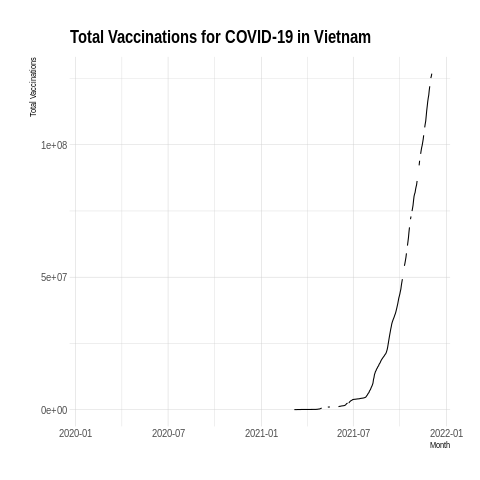 Total Vaccinations for COVID-19 in Vietnam
Total Vaccinations
1e+08
5e+07
0e+00
2020-01 2020-07 2021-01 2021-07 2022-01
Month